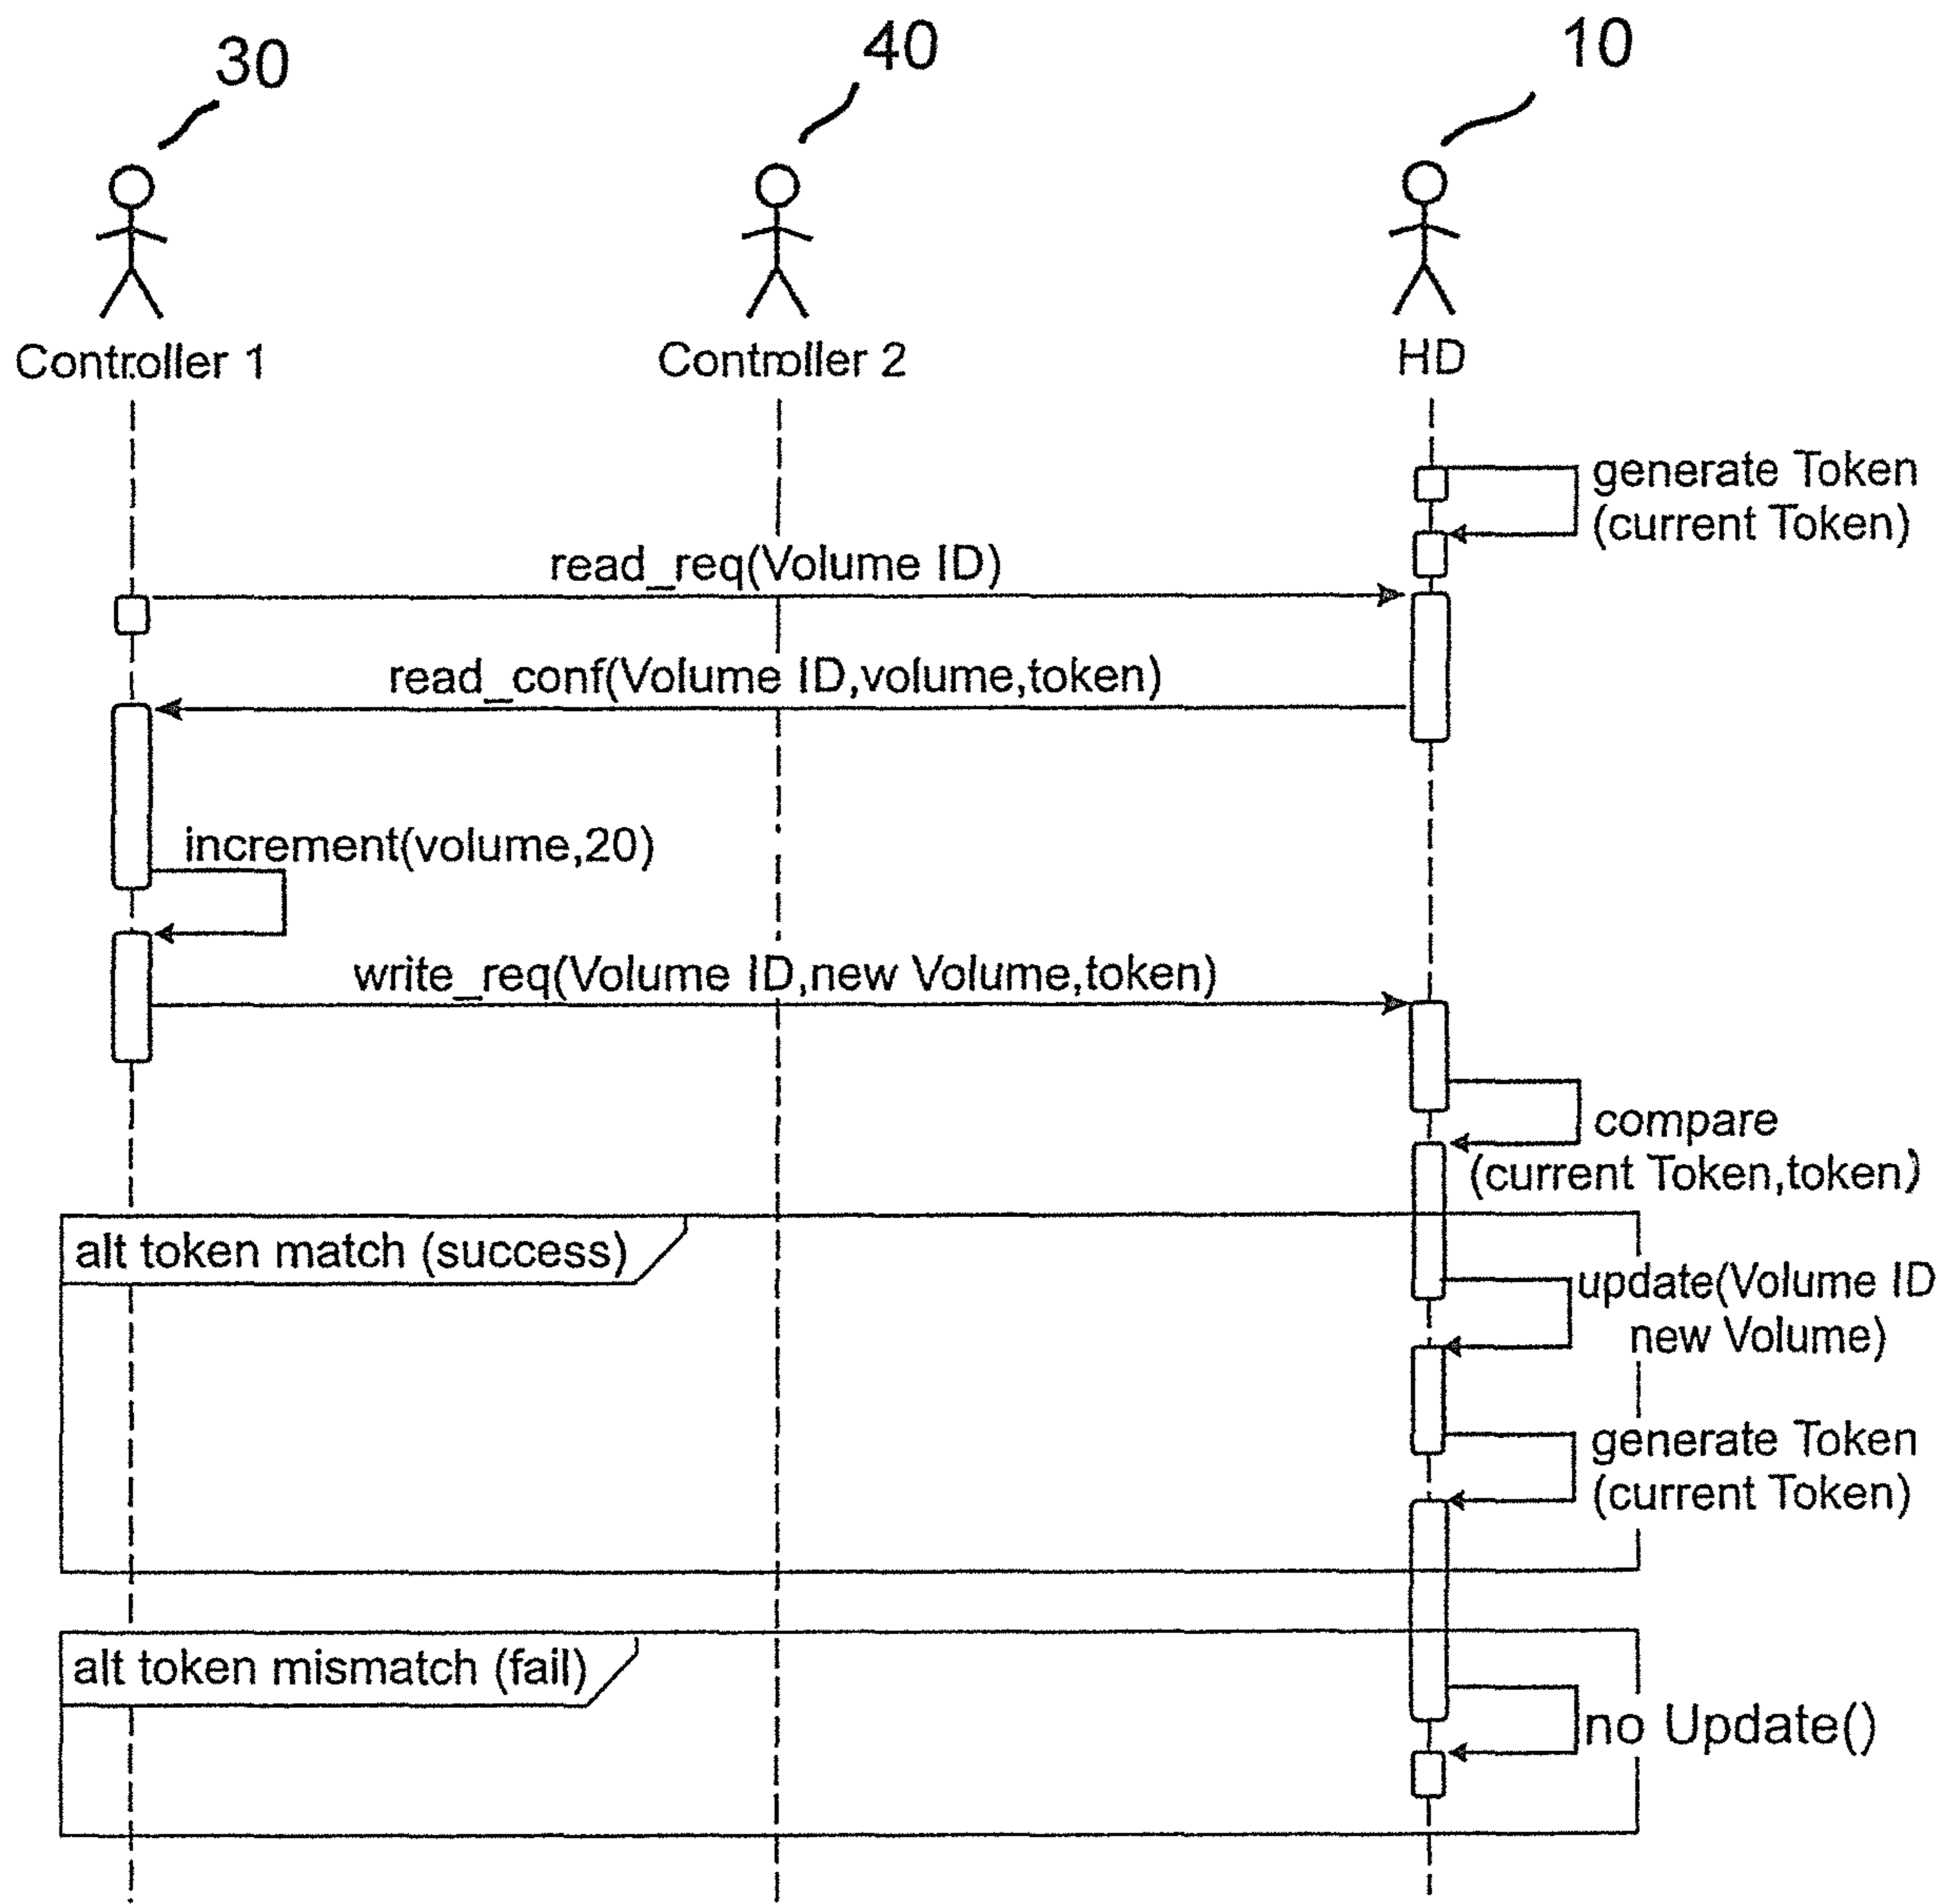 30
40
10
Controller 1
Controller 2
HD
generate Token
(current Token)
read_req(Volume ID)
read_conf(Volume ID,volume,token)
increment(volume,20)
write_req(Volume ID,new Volume,token)
compare
(current Token,token)
alt token match (success)
update(Volume ID
new Volume)
generate Token
(current Token)
alt token mismatch (fail)
no Update()